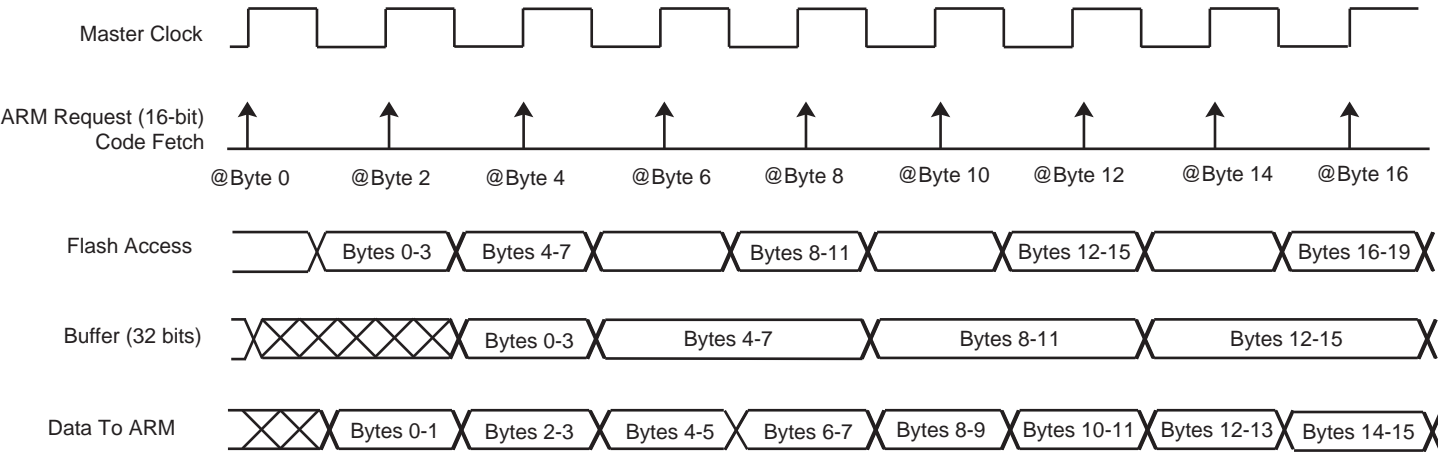 Master Clock
ARM Request (16-bit)
Code Fetch
@Byte 0 @Byte 2 @Byte 4 @Byte 6 @Byte 8 @Byte 10 @Byte 12 @Byte 14 @Byte 16
Flash Access Bytes 0-3 Bytes 4-7 Bytes 8-11 Bytes 12-15 Bytes 16-19
Buffer (32 bits) Bytes 0-3 Bytes 4-7 Bytes 8-11 Bytes 12-15
Data To ARM Bytes 0-1 Bytes 2-3 Bytes 4-5 Bytes 6-7 Bytes 8-9 Bytes 10-11 Bytes 12-13 Bytes 14-15